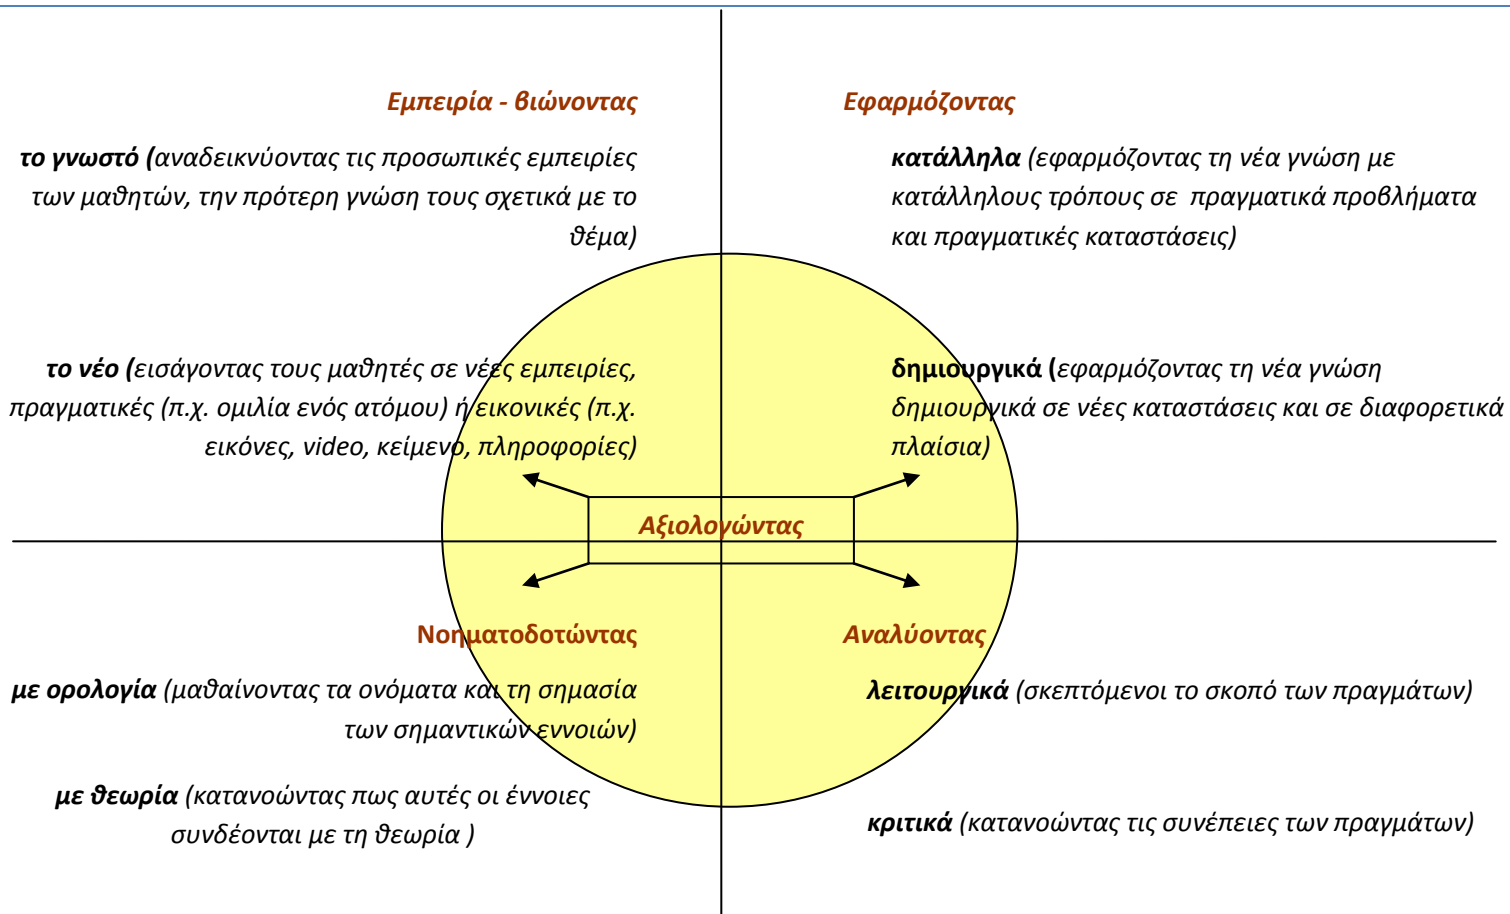 Εμπειρία - βιώνοντας
το γνωστό (αναδεικνύοντας τις προσωπικές εμπειρίες
των μαθητών, την πρότερη γνώση τους σχετικά με το
θέμα)
το νέο (εισάγοντας τους μαθητές σε νέες εμπειρίες,
πραγματικές (π.χ. ομιλία ενός ατόμου) ή εικονικές (π.χ.
εικόνες, video, κείμενο, πληροφορίες)
Εφαρμόζοντας
κατάλληλα (εφαρμόζοντας τη νέα γνώση με
κατάλληλους τρόπους σε πραγματικά προβλήματα
και πραγματικές καταστάσεις)
δημιουργικά (εφαρμόζοντας τη νέα γνώση
δημιουργικά σε νέες καταστάσεις και σε διαφορετικά
πλαίσια)
Αξιολογώντας
Νοηματοδοτώντας
με ορολογία (μαθαίνοντας τα ονόματα και τη σημασία
των σημαντικών εννοιών)
με θεωρία (κατανοώντας πως αυτές οι έννοιες
συνδέονται με τη θεωρία )
Αναλύοντας
λειτουργικά (σκεπτόμενοι το σκοπό των πραγμάτων)
κριτικά (κατανοώντας τις συνέπειες των πραγμάτων)